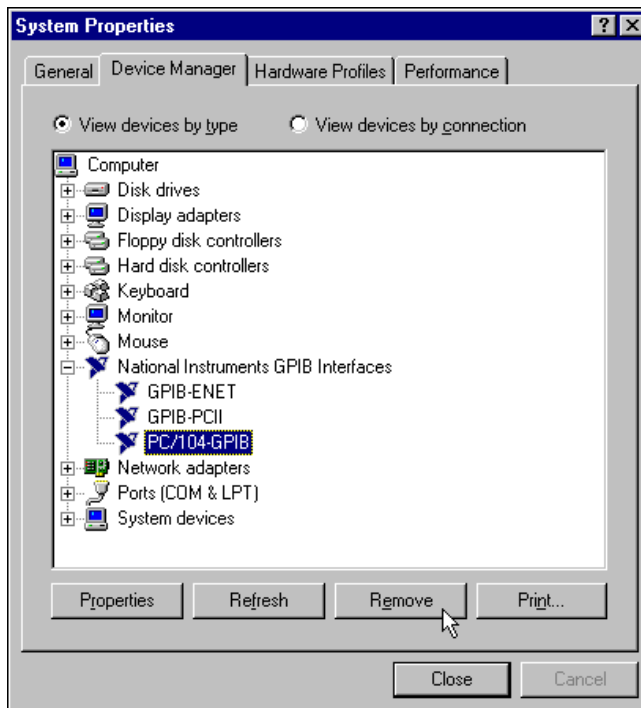 System Properties
General Device Manager Hardware Profiles Performance
View devices by type View devices by connection
Computer
Disk drives
Display adapters
Floppy disk controllers
Hard disk controllers
Keyboard
Monitor
Mouse
National Instruments GPIB Interfaces
GPIB-ENET
GPIB-PCII
PC/104-GPIB
Network adapters
Ports (COM & LPT)
System devices
Properties Refresh Remove Print...
Close Cancel